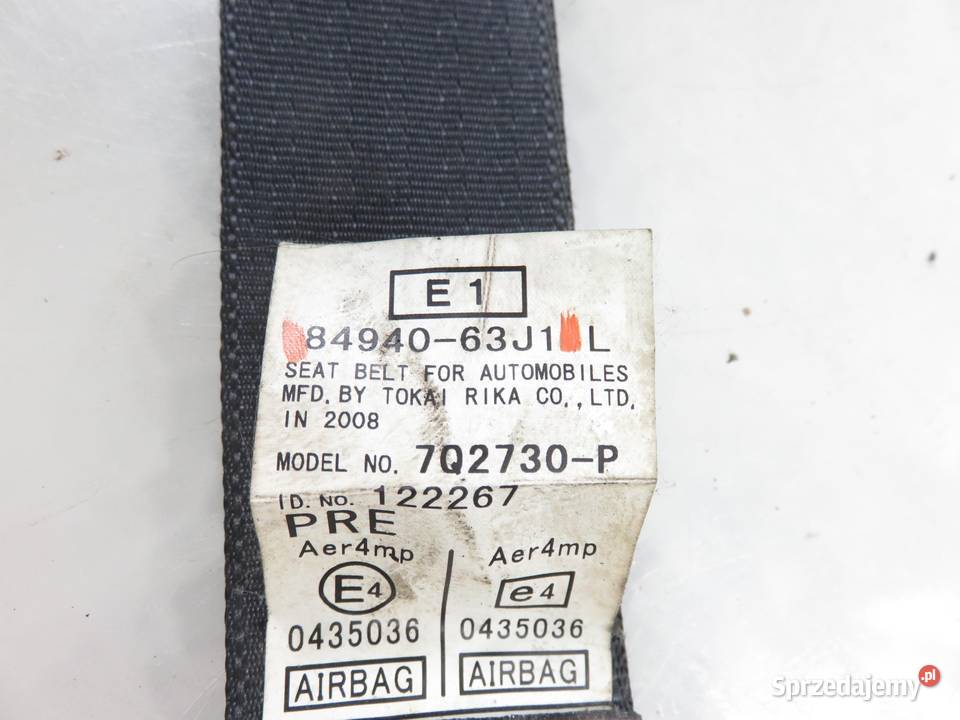 E1
84940-63J1 L
SEAT BELT FOR AUTOMOBILES
MFD. BY TOKAI RIKA CO.,LTD.
IN 2008
MODEL NO. 7Q2730-P
ID. NO. 122267
PRE
Aer4mp Aer4mp
E4 e4
0435036 0435036
AIRBAG AIRBAG
Sprzedajemy.pl